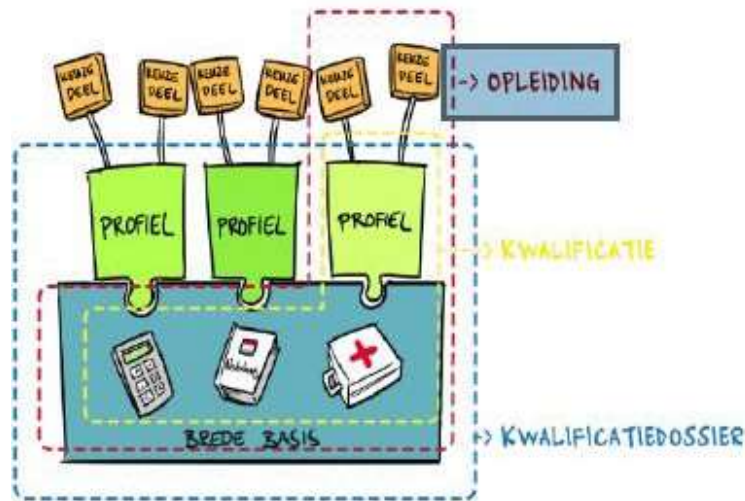 KEUZE DEEL
KEUZE DEEL
KEUZE DEEL
KEUZE DEEL
KEUZE DEEL
KEUZE DEEL
-> OPLEIDING
PROFIEL
PROFIEL
PROFIEL
-> KWALIFICATIE
BREDE BASIS
-> KWALIFICATIEDOSSIER